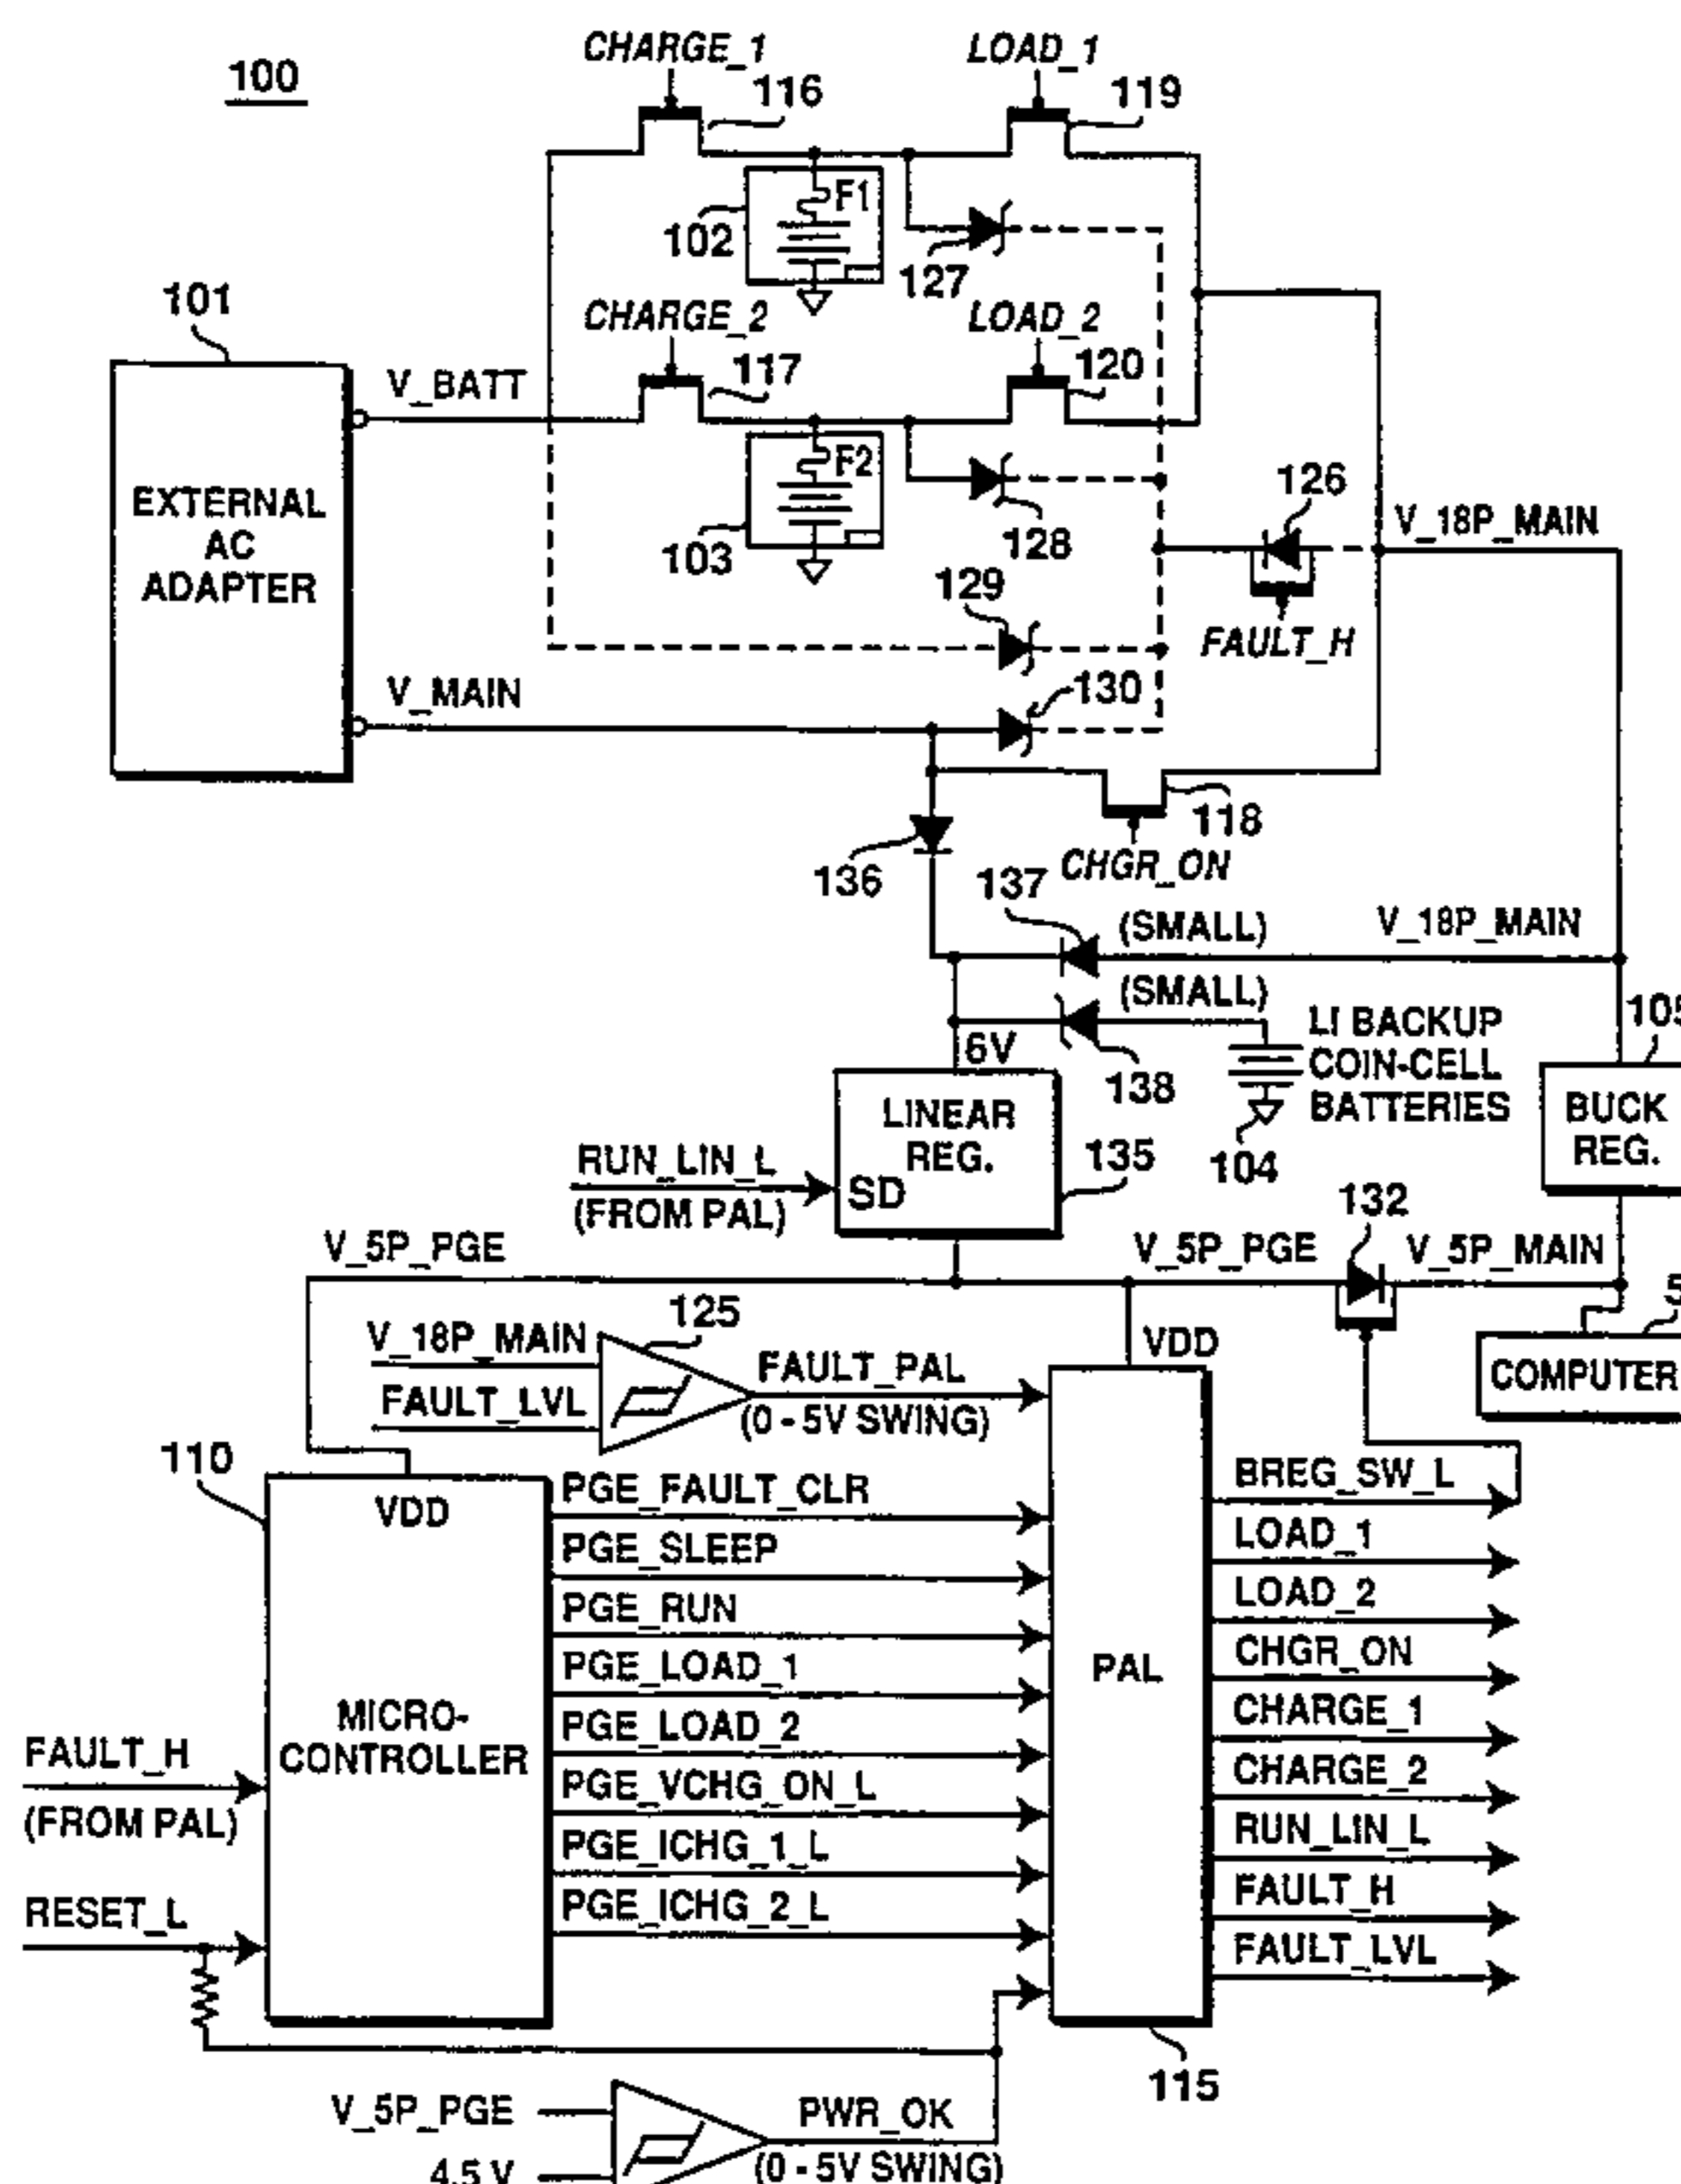 100
CHARGE_1
LOAD_1
116
119
F1
102
127
101
CHARGE_2
LOAD_2
V_BATT
117
120
F2
EXTERNAL
AC
ADAPTER
103
128
126
V_18P_MAIN
129
FAULT_H
V_MAIN
130
118
136
CHGR_ON
137
(SMALL)
V_18P_MAIN
(SMALL)
6V
138
LI BACKUP
COIN-CELL
BATTERIES
104
BUCK
REG.
LINEAR
REG.
SD
135
RUN_LIN_L
(FROM PAL)
132
V_5P_PGE
V_5P_PGE
V_5P_MAIN
125
V_18P_MAIN
FAULT_LVL
FAULT_PAL
(0 - 5V SWING)
VDD
COMPUTER
110
VDD
MICRO-
CONTROLLER
FAULT_H
(FROM PAL)
RESET_L
PGE_FAULT_CLR
PGE_SLEEP
PGE_RUN
PGE_LOAD_1
PGE_LOAD_2
PGE_VCHG_ON_L
PGE_ICHG_1_L
PGE_ICHG_2_L
PAL
115
BREG_SW_L
LOAD_1
LOAD_2
CHGR_ON
CHARGE_1
CHARGE_2
RUN_LIN_L
FAULT_H
FAULT_LVL
V_5P_PGE
4.5 V
PWR_OK
(0 - 5V SWING)